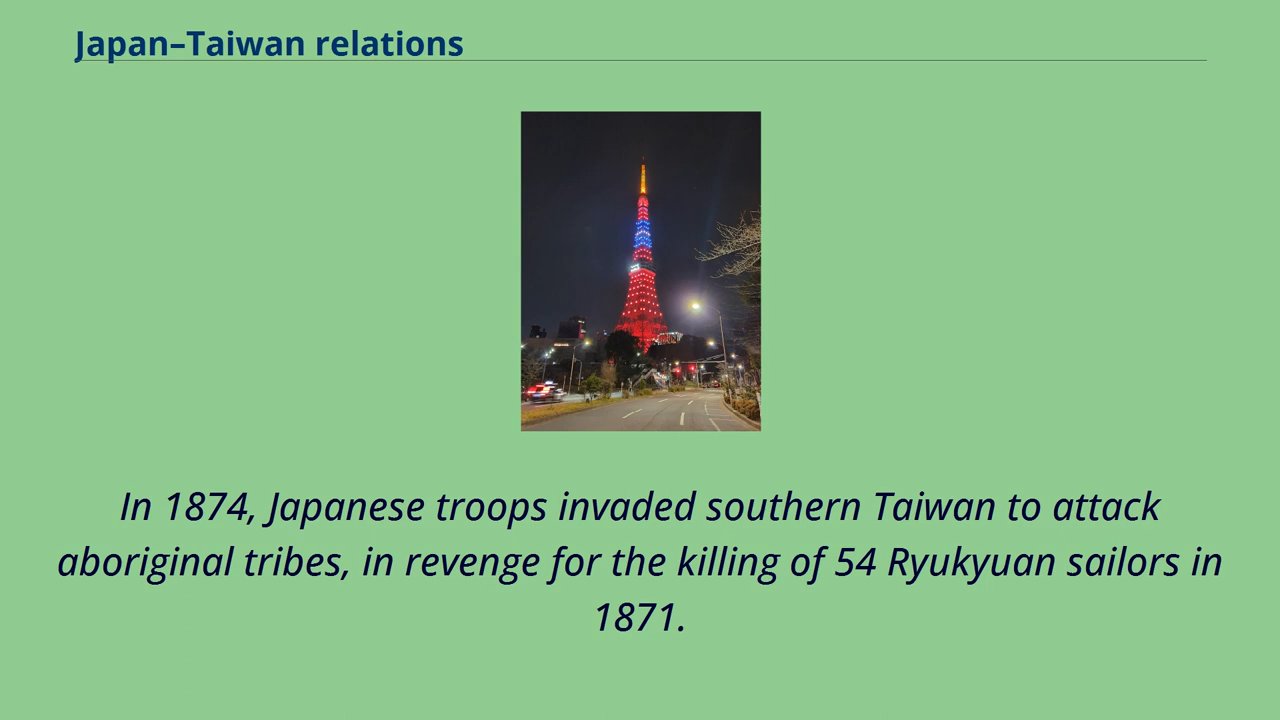 Japan–Taiwan relations
In 1874, Japanese troops invaded southern Taiwan to attack
aboriginal tribes, in revenge for the killing of 54 Ryukyuan sailors in
1871.